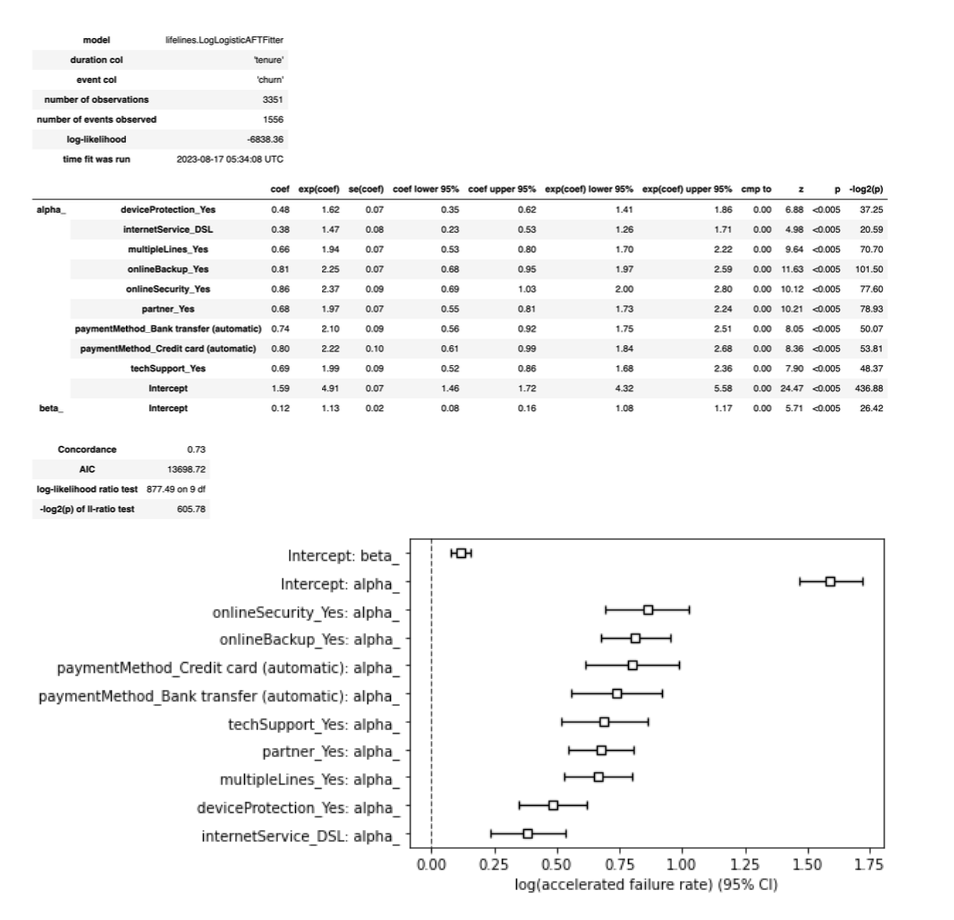 model lifelines.LogLogisticAFTFitter
duration col 'tenure'
event col 'churn'
number of observations 3351
number of events observed 1556
log-likelihood -6838.36
time fit was run 2023-08-17 05:34:08 UTC
coef exp(coef) se(coef) coef lower 95% coef upper 95% exp(coef) lower 95% exp(coef) upper 95% cmp to z p -log2(p)
alpha_ deviceProtection_Yes 0.48 1.62 0.07 0.35 0.62 1.41 1.86 0.00 6.88 <0.005 37.25
internetService_DSL 0.38 1.47 0.08 0.23 0.53 1.26 1.71 0.00 4.98 <0.005 20.59
multipleLines_Yes 0.66 1.94 0.07 0.53 0.80 1.70 2.22 0.00 9.64 <0.005 70.70
onlineBackup_Yes 0.81 2.25 0.07 0.68 0.95 1.97 2.59 0.00 11.63 <0.005 101.50
onlineSecurity_Yes 0.86 2.37 0.09 0.69 1.03 2.00 2.80 0.00 10.12 <0.005 77.60
partner_Yes 0.68 1.97 0.07 0.55 0.81 1.73 2.24 0.00 10.21 <0.005 78.93
paymentMethod_Bank transfer (automatic) 0.74 2.10 0.09 0.56 0.92 1.75 2.51 0.00 8.05 <0.005 50.07
paymentMethod_Credit card (automatic) 0.80 2.22 0.10 0.61 0.99 1.84 2.68 0.00 8.36 <0.005 53.81
techSupport_Yes 0.69 1.99 0.09 0.52 0.86 1.68 2.36 0.00 7.90 <0.005 48.37
Intercept 1.59 4.91 0.07 1.46 1.72 4.32 5.58 0.00 24.47 <0.005 436.88
beta_ Intercept 0.12 1.13 0.02 0.08 0.16 1.08 1.17 0.00 5.71 <0.005 26.42
Concordance 0.73
AIC 13698.72
log-likelihood ratio test 877.49 on 9 df
-log2(p) of ll-ratio test 605.78
Intercept: beta_
Intercept: alpha_
onlineSecurity_Yes: alpha_
onlineBackup_Yes: alpha_
paymentMethod_Credit card (automatic): alpha_
paymentMethod_Bank transfer (automatic): alpha_
techSupport_Yes: alpha_
partner_Yes: alpha_
multipleLines_Yes: alpha_
deviceProtection_Yes: alpha_
internetService_DSL: alpha_
0.00 0.25 0.50 0.75 1.00 1.25 1.50 1.75
log(accelerated failure rate) (95% CI)